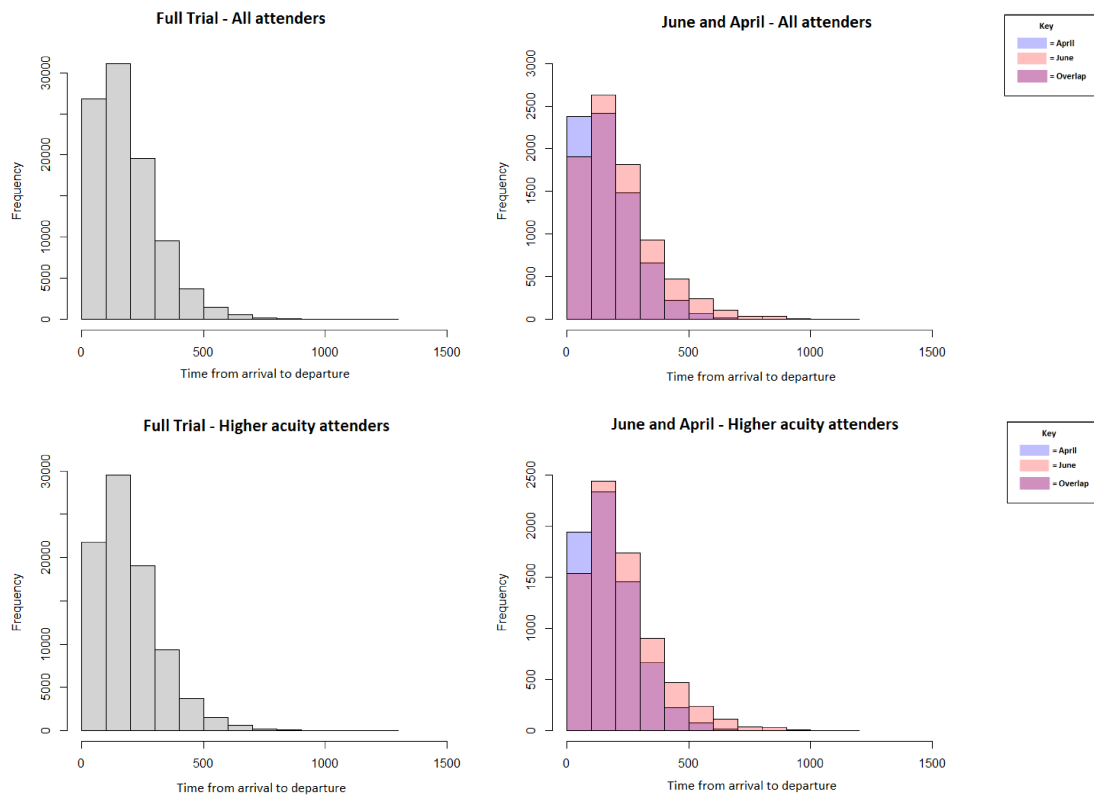 Full Trial - All attenders
Frequency
0
10000
20000
30000
0 500 1000 1500
Time from arrival to departure
June and April - All attenders
Frequency
0
500
1000
1500
2000
2500
3000
0 500 1000 1500
Time from arrival to departure
Key
= April
= June
= Overlap
Full Trial - Higher acuity attenders
Frequency
0
5000
10000
20000
30000
0 500 1000 1500
Time from arrival to departure
June and April - Higher acuity attenders
Frequency
0
500
1000
1500
2000
2500
0 500 1000 1500
Time from arrival to departure
Key
= April
= June
= Overlap